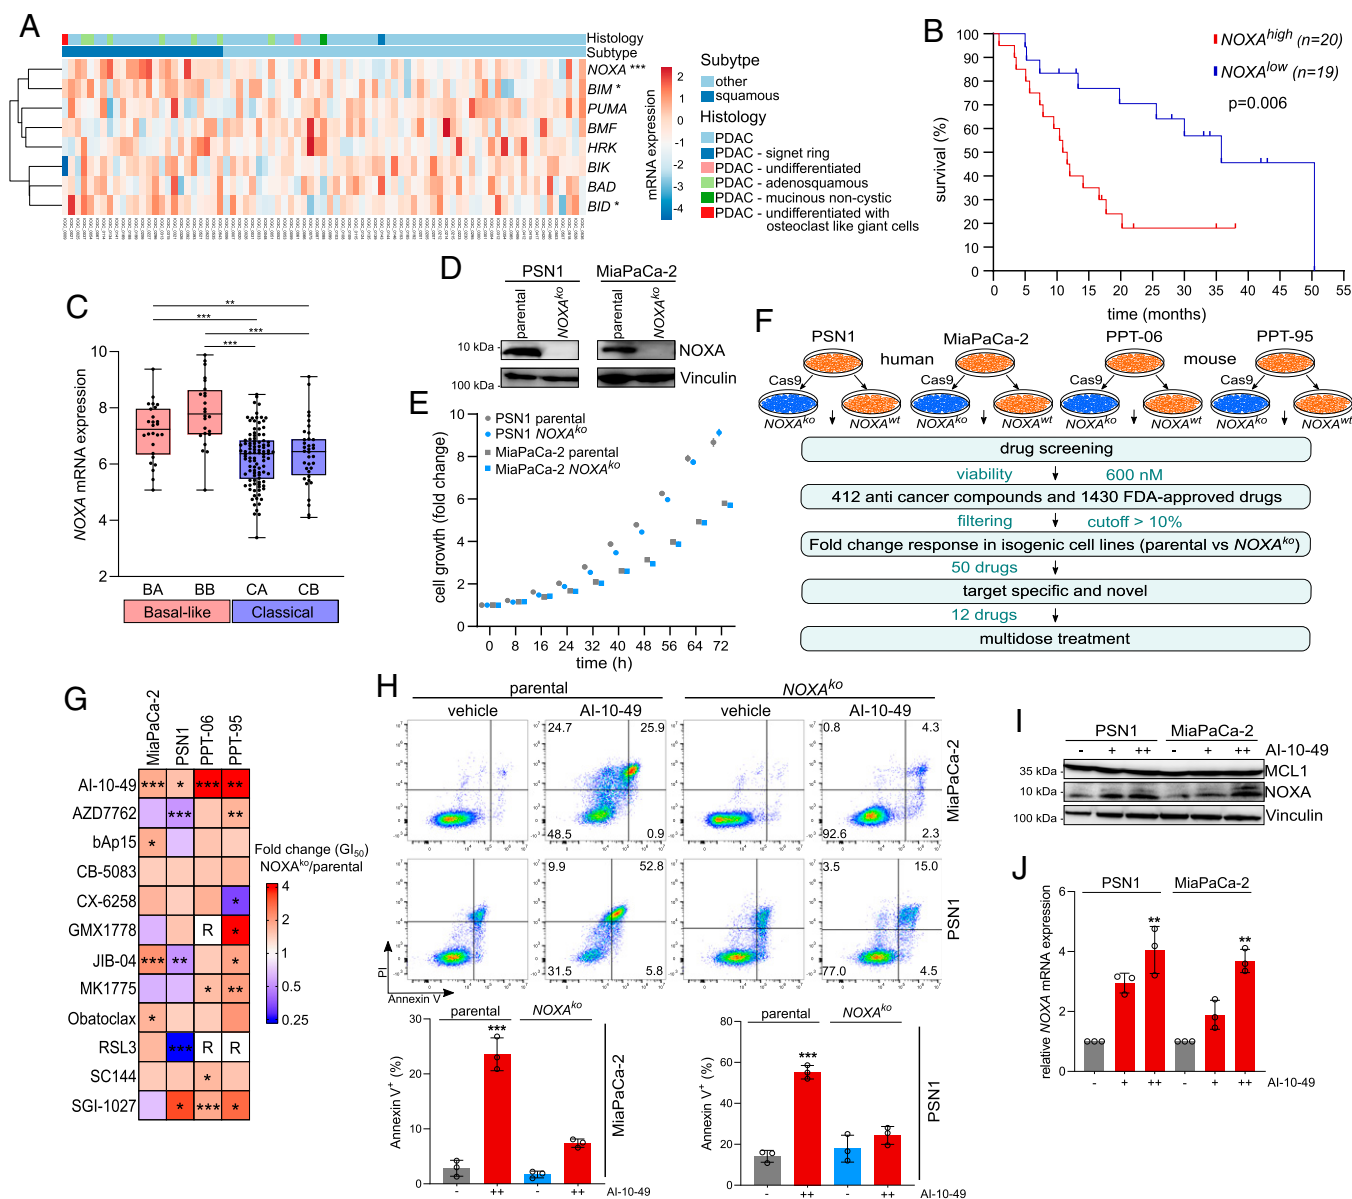 A
Histology
Subtype
NOXA ***
BIM *
PUMA
BMF
HRK
BIK
BAD
BID *
2
1
0
-1
-2
-3
-4
mRNA expression
Subytpe
other
squamous
Histology
PDAC
PDAC - signet ring
PDAC - undifferentiated
PDAC - adenosquamous
PDAC - mucinous non-cystic
PDAC - undifferentiated with
osteoclast like giant cells
B
100
90
80
70
60
50
40
30
20
10
0
survival (%)
0 5 10 15 20 25 30 35 40 45 50 55
time (months)
NOXAhigh (n=20)
NOXAlow (n=19)
p=0.006
C
**
***
***
***
10
8
6
4
2
NOXA mRNA expression
BA BB CA CB
Basal-like Classical
D
PSN1 MiaPaCa-2
parental NOXAko parental NOXAko
10 kDa - NOXA
100 kDa - Vinculin
E
10
8
6
4
2
0
cell growth (fold change)
PSN1 parental
PSN1 NOXAko
MiaPaCa-2 parental
MiaPaCa-2 NOXAko
0 8 16 24 32 40 48 56 64 72
time (h)
F
PSN1 MiaPaCa-2 PPT-06 PPT-95
human mouse
Cas9 Cas9 Cas9 Cas9
NOXAko NOXAwt NOXAko NOXAwt NOXAko NOXAwt NOXAko NOXAwt
drug screening
viability 600 nM
412 anti cancer compounds and 1430 FDA-approved drugs
filtering cutoff > 10%
Fold change response in isogenic cell lines (parental vs NOXAko)
50 drugs
target specific and novel
12 drugs
multidose treatment
G
MiaPaCa-2 PSN1 PPT-06 PPT-95
AI-10-49 *** * *** **
AZD7762 *** **
bAp15 *
CB-5083
CX-6258 *
GMX1778 R *
JIB-04 *** ** *
MK1775 * **
Obatoclax *
RSL3 *** R R
SC144 *
SGI-1027 * *** *
Fold change (GI50)
NOXAko/parental
4
2
1
0.5
0.25
H
parental NOXAko
vehicle AI-10-49 vehicle AI-10-49
24.7 25.9 0.8 4.3
48.5 0.9 92.6 2.3
MiaPaCa-2
9.9 52.8 3.5 15.0
31.5 5.8 77.0 4.5
PSN1
PI
Annexin V
parental NOXAko
30
20
10
0
Annexin V+ (%)
***
- ++ - ++ AI-10-49
MiaPaCa-2
parental NOXAko
80
60
40
20
0
Annexin V+ (%)
***
- ++ - ++ AI-10-49
PSN1
I
PSN1 MiaPaCa-2
- + ++ - + ++ AI-10-49
35 kDa - MCL1
10 kDa - NOXA
100 kDa - Vinculin
J
PSN1 MiaPaCa-2
6
4
2
0
relative NOXA mRNA expression
** **
- + ++ - + ++ AI-10-49